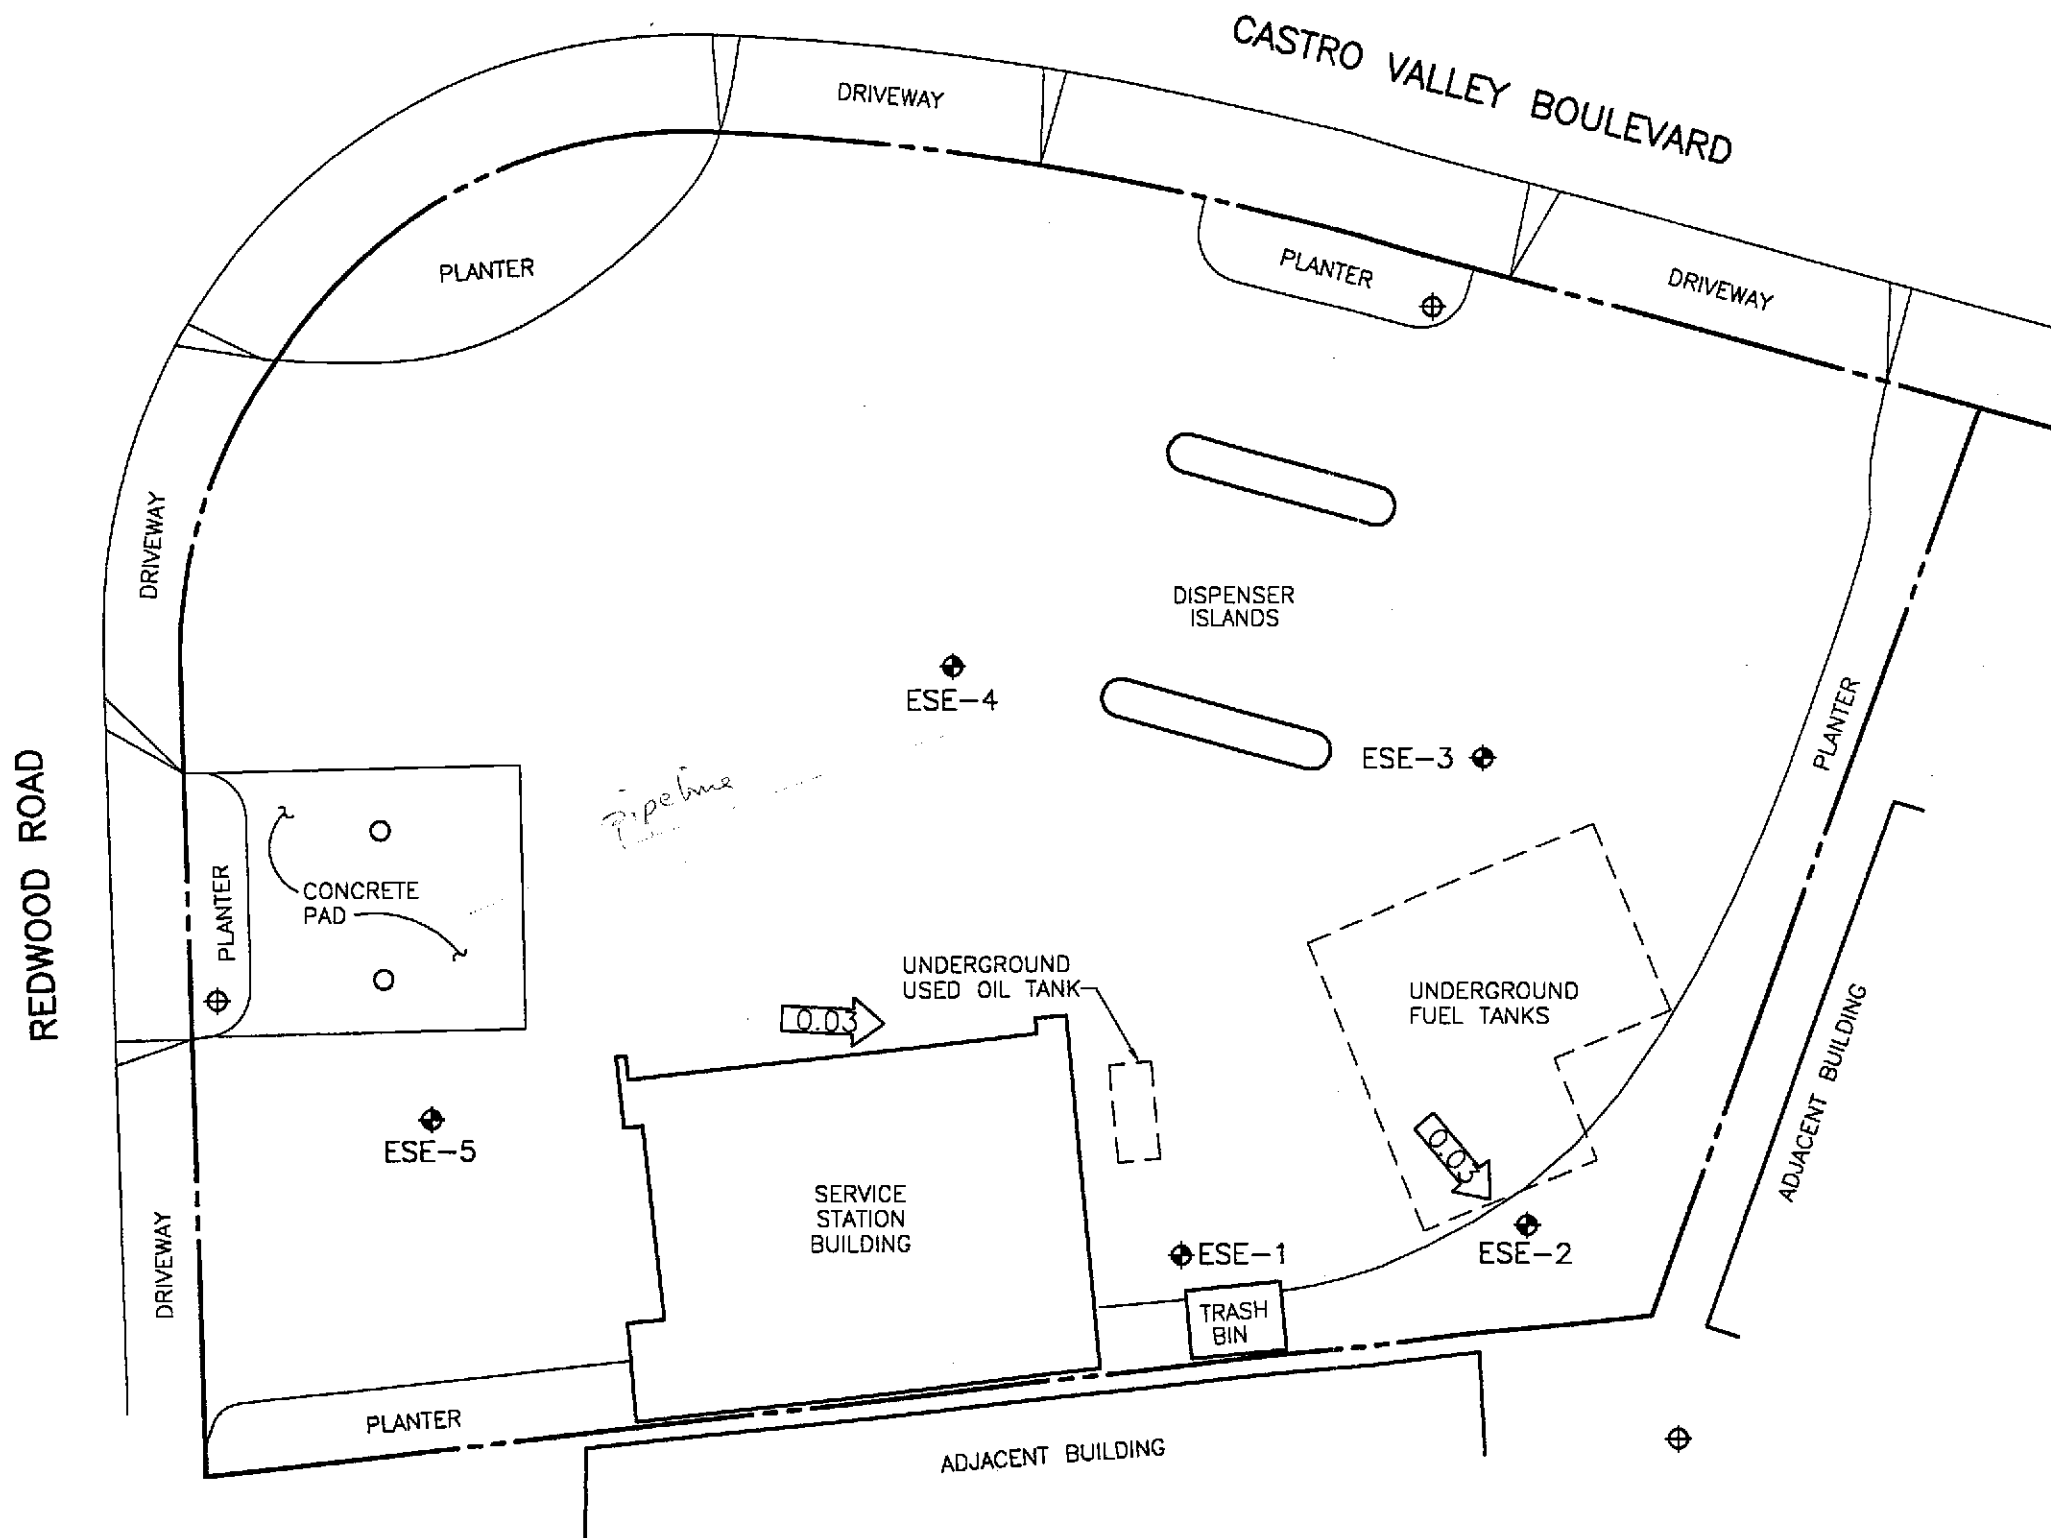 CASTRO VALLEY BOULEVARD
DRIVEWAY
PLANTER
PLANTER
DRIVEWAY
DRIVEWAY
DISPENSER
ISLANDS
ESE-4
ESE-3
PLANTER
REDWOOD ROAD
Pipeline
PLANTER
CONCRETE
PAD
UNDERGROUND
USED OIL TANK
UNDERGROUND
FUEL TANKS
0.03
ADJACENT BUILDING
ESE-5
0.03
SERVICE
STATION
BUILDING
DRIVEWAY
ESE-1
ESE-2
TRASH
BIN
PLANTER
ADJACENT BUILDING